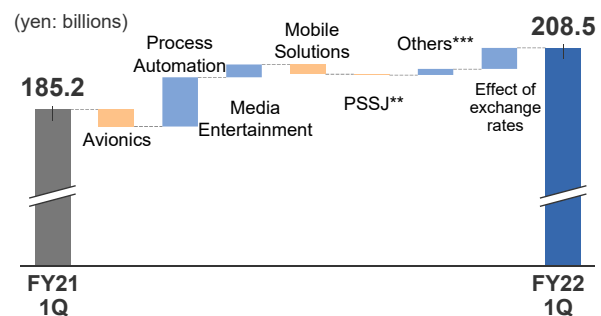 (yen: billions)
208.5
Mobile
Solutions
Process
Automation
Others***
185.2
Effect of
exchange
rates
PSSJ**
Media
Entertainment
Avionics
FY21
1Q
FY22
1Q